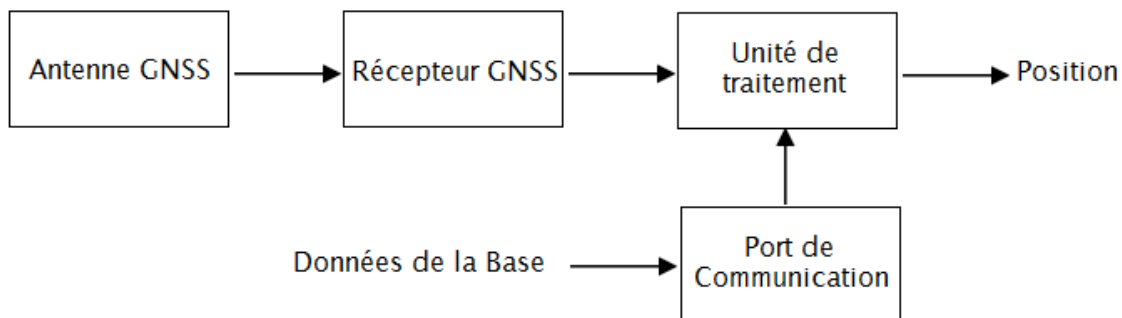 Antenne GNSS
Récepteur GNSS
Unité de
traitement
Position
Données de la Base
Port de
Communication